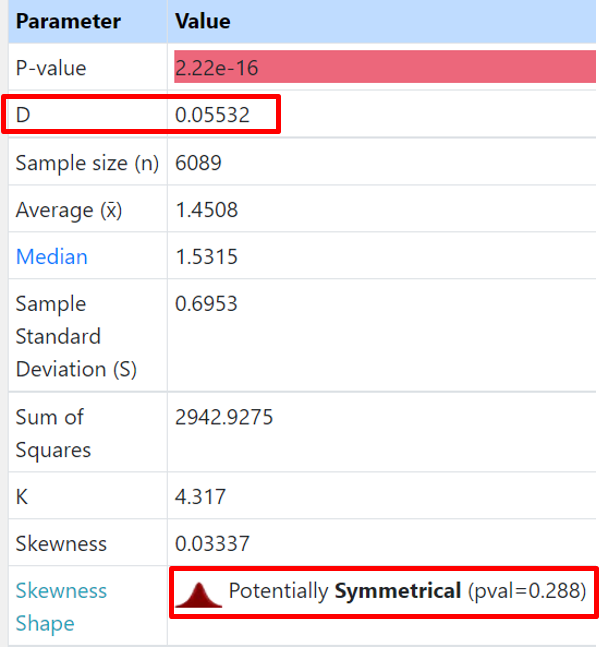 Parameter Value
P-value 2.22e-16
D 0.05532
Sample size (n) 6089
Average (x̄) 1.4508
Median 1.5315
Sample 0.6953
Standard
Deviation (S)
Sum of 2942.9275
Squares
K 4.317
Skewness 0.03337
Skewness Potentially Symmetrical (pval=0.288)
Shape